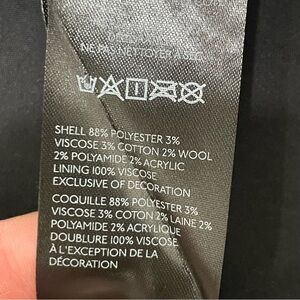 NE PAS NETTOYER À SEC
SHELL 88% POLYESTER 3%
VISCOSE 3% COTTON 2% WOOL
2% POLYAMIDE 2% ACRYLIC
LINING 100% VISCOSE
EXCLUSIVE OF DECORATION
COQUILLE 88% POLYESTER 3%
VISCOSE 3% COTON 2% LAINE 2%
POLYAMIDE 2% ACRYLIQUE
DOUBLURE 100% VISCOSE
À L'EXCEPTION DE LA
DÉCORATION